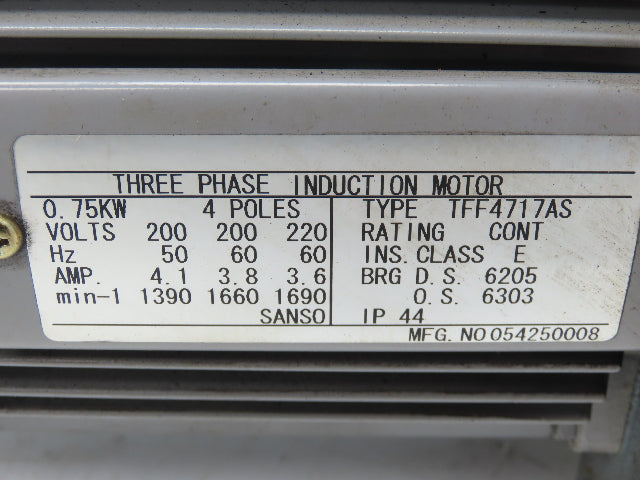 THREE PHASE INDUCTION MOTOR
0.75KW 4 POLES
VOLTS 200 200 220
Hz 50 60 60
AMP. 4.1 3.8 3.6
min-1 1390 1660 1690
SANSO
TYPE TFF4717AS
RATING CONT.
INS. CLASS E
BRG D.S. 6205
O.S. 6303
IP 44
MFG. NO 054250008